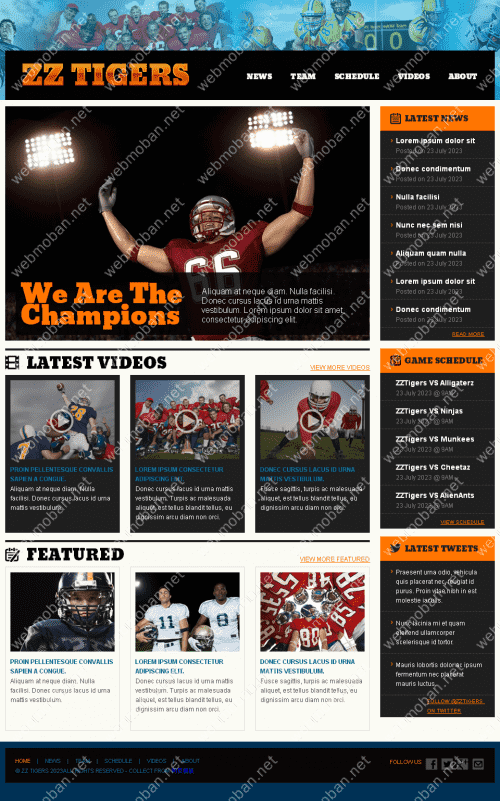 ZZ TIGERS
NEWS TEAM SCHEDULE VIDEOS ABOUT
66
We Are The
Champions
Aliquam at neque diam. Nulla facilisi.
Donec cursus lacus id urna mattis
vestibulum. Lorem ipsum dolor sit amet,
consectetur adipiscing elit.
LATEST VIDEOS
VIEW MORE VIDEOS
PROIN PELLENTESQUE CONVALLIS
SAPIEN A CONGUE.
Aliquam at neque diam. Nulla
facilisi. Donec cursus lacus id urna
mattis vestibulum.
LOREM IPSUM CONSECTETUR
ADIPISCING ELIT.
Donec cursus lacus id urna mattis
vestibulum. Turpis ac malesuada
aliquet, est tellus blandit tellus, eu
dignissim arcu diam non orci.
DONEC CURSUS LACUS ID URNA
MATTIS VESTIBULUM.
Fusce sagittis, turpis ac malesuada
aliquet, est tellus blandit tellus, eu
dignissim arcu diam non orci.
FEATURED
VIEW MORE FEATURED
PROIN PELLENTESQUE CONVALLIS
SAPIEN A CONGUE.
Aliquam at neque diam. Nulla
facilisi. Donec cursus lacus id urna
mattis vestibulum.
LOREM IPSUM CONSECTETUR
ADIPISCING ELIT.
Donec cursus lacus id urna mattis
vestibulum. Turpis ac malesuada
aliquet, est tellus blandit tellus, eu
dignissim arcu diam non orci.
DONEC CURSUS LACUS ID URNA
MATTIS VESTIBULUM.
Fusce sagittis, turpis ac malesuada
aliquet, est tellus blandit tellus, eu
dignissim arcu diam non orci.
LATEST NEWS
Lorem ipsum dolor sit
Posted on 23 July 2023
Donec condimentum
Posted on 23 July 2023
Nulla facilisi
Posted on 23 July 2023
Nunc nec sem nisi
Posted on 23 July 2023
Aliquam quam nulla
Posted on 23 July 2023
Lorem ipsum dolor sit
Posted on 23 July 2023
Donec condimentum
Posted on 23 July 2023
READ MORE
GAME SCHEDULE
ZZTigers VS Alligaterz
23 July 2023 @ 9AM
ZZTigers VS Ninjas
23 July 2023 @ 9AM
ZZTigers VS Munkees
23 July 2023 @ 9AM
ZZTigers VS Cheetaz
23 July 2023 @ 9AM
ZZTigers VS AlienAnts
23 July 2023 @ 9AM
VIEW SCHEDULE
LATEST TWEETS
Praesent urna odio, vehicula
quis placerat nec, feugiat id
purus. Proin vitae nibh in est
molestie iaculis.
Nunc lacinia mi et quam
eleifend ullamcorper
scelerisque id tortor.
Mauris lobortis dolor ac ipsum
fermentum nec placerat
mauris luctus.
FOLLOW @ZZTIGERS
ON TWITTER
HOME | NEWS | TEAM | SCHEDULE | VIDEOS | ABOUT
© ZZ TIGERS 2023 ALL RIGHTS RESERVED - COLLECT FROM
FOLLOW US:
webmoban.net